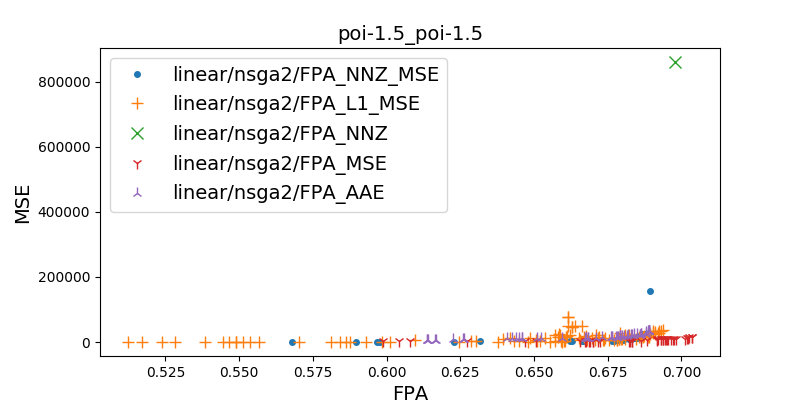 poi-1.5_poi-1.5
linear/nsga2/FPA_NNZ_MSE
linear/nsga2/FPA_L1_MSE
linear/nsga2/FPA_NNZ
linear/nsga2/FPA_MSE
linear/nsga2/FPA_AAE
MSE
800000
600000
400000
200000
0
0.525 0.550 0.575 0.600 0.625 0.650 0.675 0.700
FPA